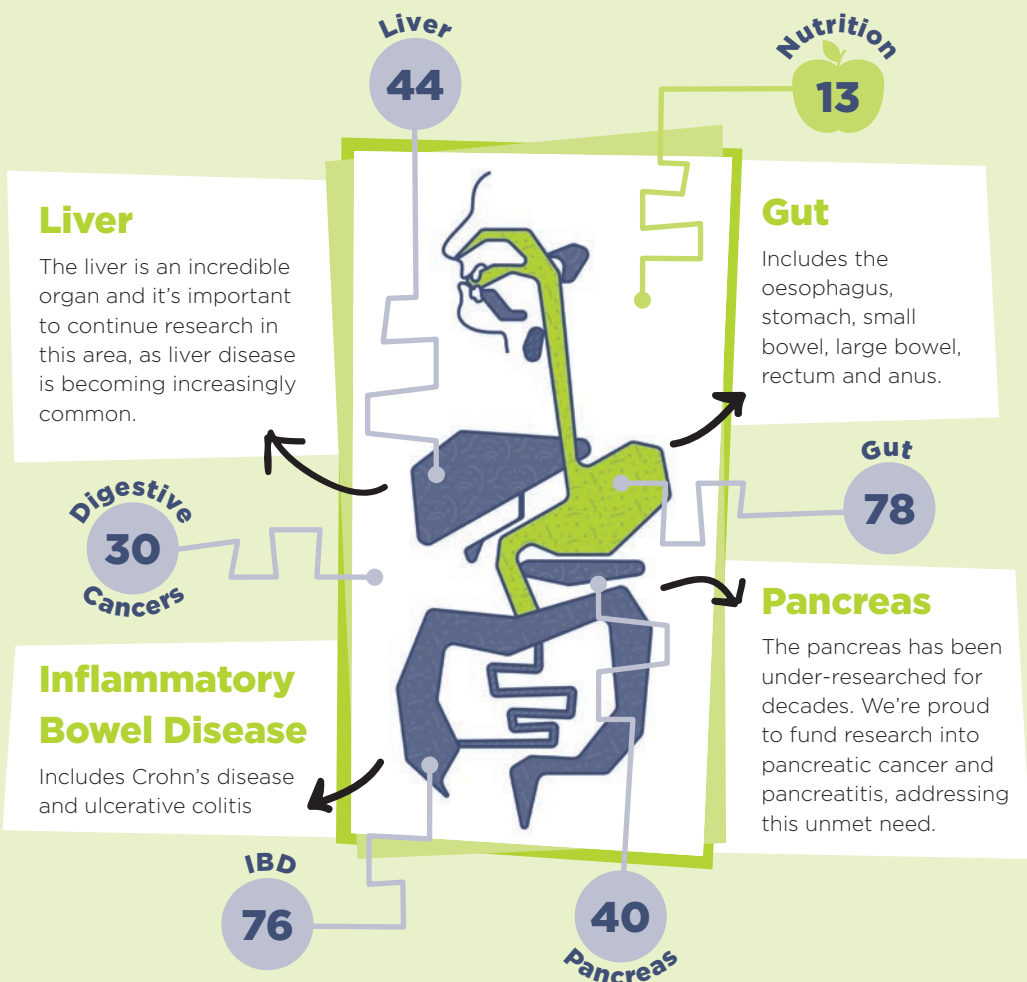 Liver
44
Nutrition
13
Liver
The liver is an incredible
organ and it's important
to continue research in
this area, as liver disease
is becoming increasingly
common.
Gut
Includes the
oesophagus,
stomach, small
bowel, large bowel,
rectum and anus.
Digestive
30
Cancers
Gut
78
Inflammatory
Bowel Disease
Includes Crohn's disease
and ulcerative colitis
Pancreas
The pancreas has been
under-researched for
decades. We're proud
to fund research into
pancreatic cancer and
pancreatitis, addressing
this unmet need.
IBD
76
40
Pancreas